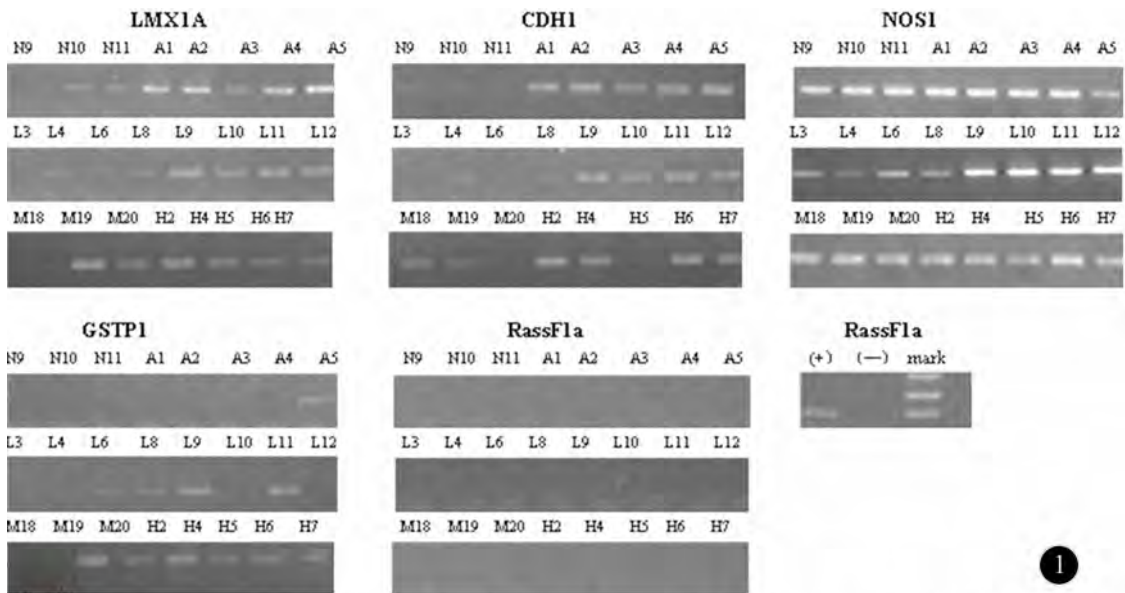 LMX1A
N9 N10 N11 A1 A2 A3 A4 A5
L3 L4 L6 L8 L9 L10 L11 L12
M18 M19 M20 H2 H4 H5 H6 H7
CDH1
N9 N10 N11 A1 A2 A3 A4 A5
L3 L4 L6 L8 L9 L10 L11 L12
M18 M19 M20 H2 H4 H5 H6 H7
NOS1
N9 N10 N11 A1 A2 A3 A4 A5
L3 L4 L6 L8 L9 L10 L11 L12
M18 M19 M20 H2 H4 H5 H6 H7
GSTP1
N9 N10 N11 A1 A2 A3 A4 A5
L3 L4 L6 L8 L9 L10 L11 L12
M18 M19 M20 H2 H4 H5 H6 H7
RassF1a
N9 N10 N11 A1 A2 A3 A4 A5
L3 L4 L6 L8 L9 L10 L11 L12
M18 M19 M20 H2 H4 H5 H6 H7
RassF1a
(+) (—) mark
1